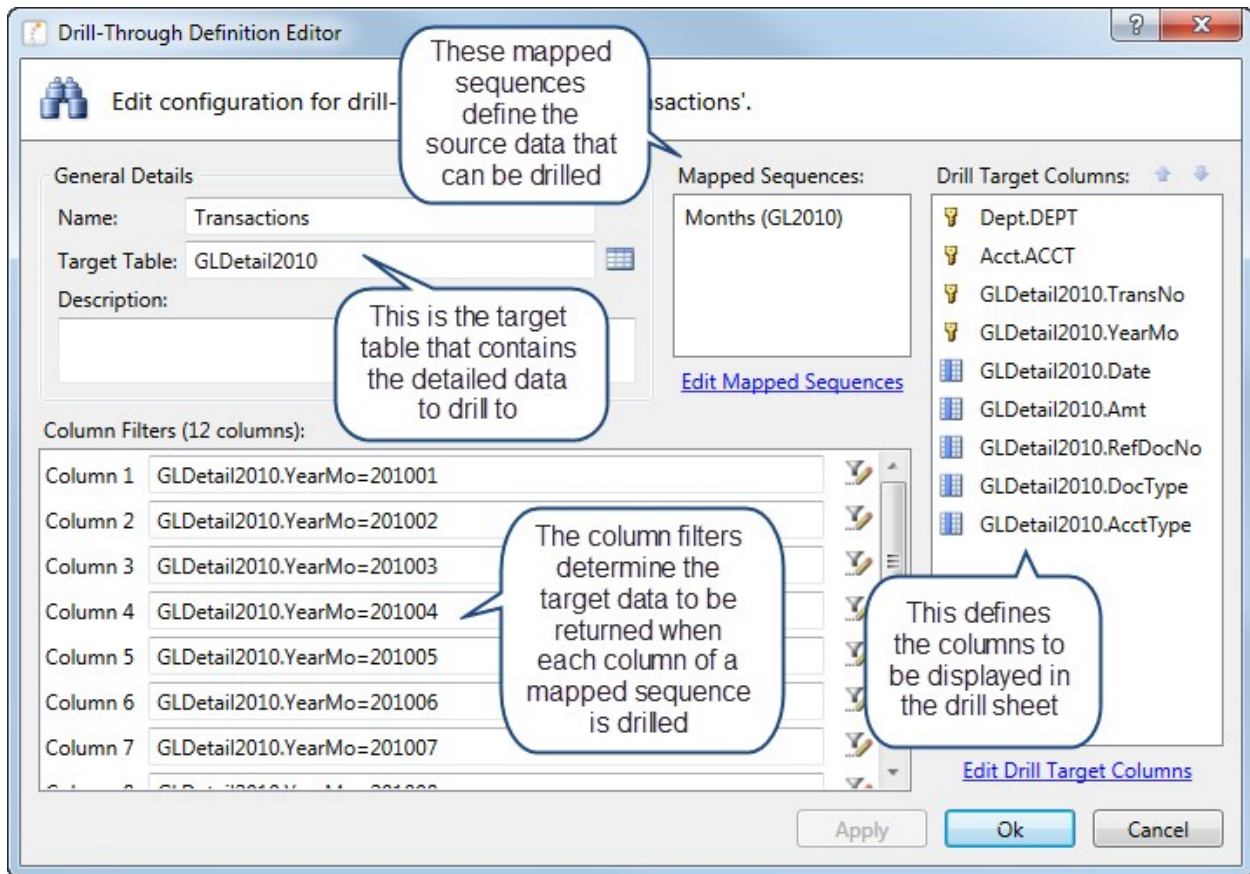 Drill-Through Definition Editor
These mapped
sequences
define the
source data that
can be drilled
Edit configuration for drill-
sactions'.
General Details
Name: Transactions
Target Table: GLDetail2010
Description:
This is the target
table that contains
the detailed data
to drill to
Mapped Sequences:
Months (GL2010)
Edit Mapped Sequences
Drill Target Columns:
Dept.DEPT
Acct.ACCT
GLDetail2010.TransNo
GLDetail2010.YearMo
GLDetail2010.Date
GLDetail2010.Amt
GLDetail2010.RefDocNo
GLDetail2010.DocType
GLDetail2010.AcctType
This defines
the columns to
be displayed in
the drill sheet
Edit Drill Target Columns
Column Filters (12 columns):
Column 1 GLDetail2010.YearMo=201001
Column 2 GLDetail2010.YearMo=201002
Column 3 GLDetail2010.YearMo=201003
Column 4 GLDetail2010.YearMo=201004
Column 5 GLDetail2010.YearMo=201005
Column 6 GLDetail2010.YearMo=201006
Column 7 GLDetail2010.YearMo=201007
The column filters
determine the
target data to be
returned when
each column of a
mapped sequence
is drilled
Apply
Ok
Cancel